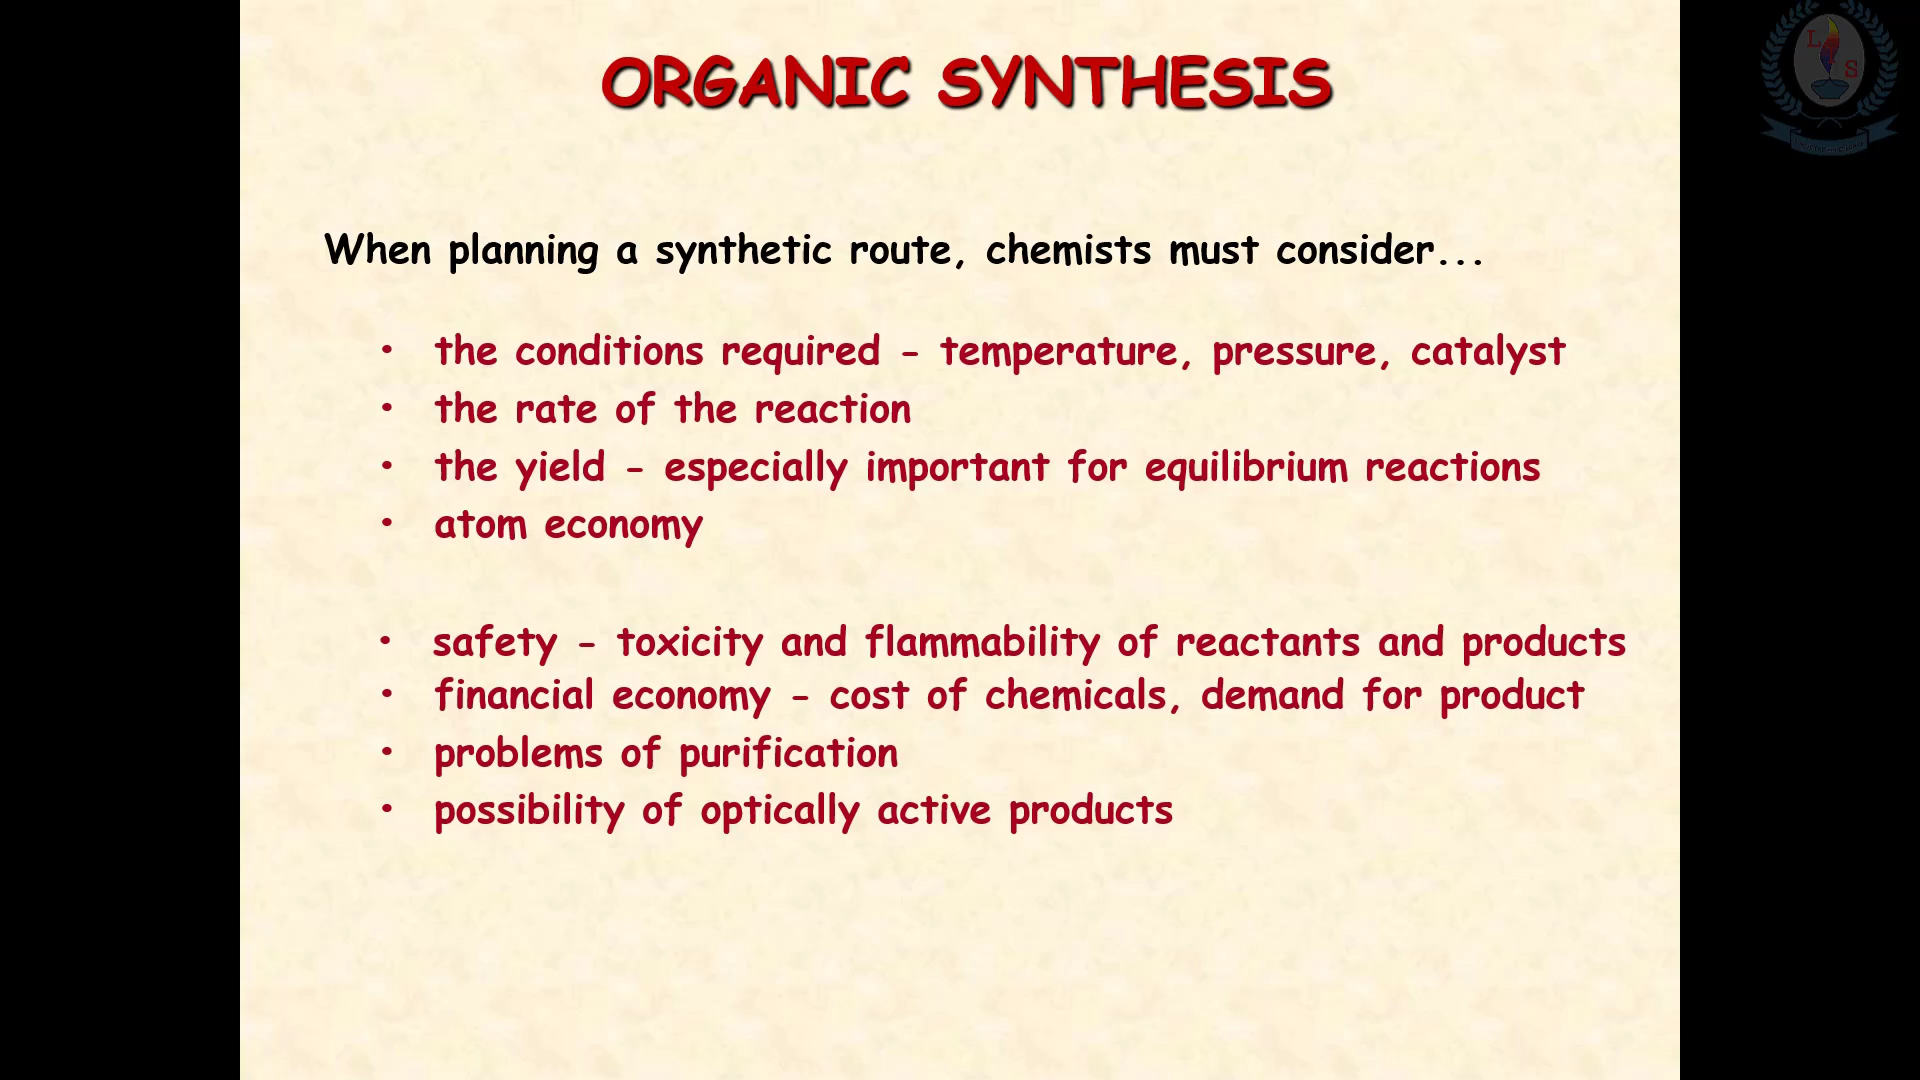 ORGANIC SYNTHESIS
When planning a synthetic route, chemists must consider...
• the conditions required - temperature, pressure, catalyst
• the rate of the reaction
• the yield - especially important for equilibrium reactions
• atom economy
• safety - toxicity and flammability of reactants and products
• financial economy - cost of chemicals, demand for product
• problems of purification
• possibility of optically active products
L
S